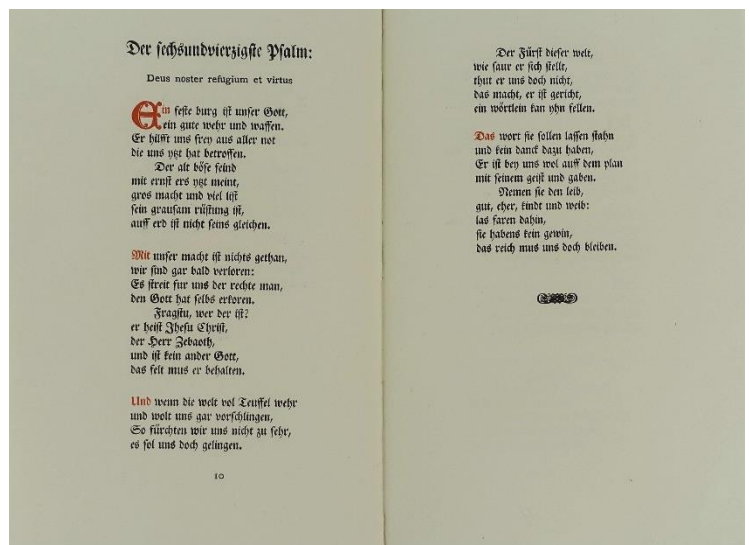 Der sechsundvierzigste Psalm:
Deus noster refugium et virtus
Ein feste burg ist unser Gott,
ein gute wehr und waffen.
Er hülfft uns frey aus aller not
die uns ytzt hat betroffen.
Der alt böse feind
mit ernst ers ytzt meint,
gros macht und viel list
sein grausam rüstung ist,
auff erd ist nicht seins gleichen.
Mit unser macht ist nichts gethan,
wir sind gar bald verloren:
Es streit fur uns der rechte man,
den Gott hat selbs erkoren.
Fragstu, wer der ist?
er heist Jhesu Christ,
der Herr Zebaoth,
und ist kein ander Gott,
das felt mus er behalten.
Und wenn die welt vol Teuffel wehr
und wolt uns gar vorschlingen,
So fürchten wir uns nicht zu sehr,
es sol uns doch gelingen.
10
Der Fürst dieser welt,
wie saur er sich stellt,
thut er uns doch nicht,
das macht, er ist gericht,
ein wörtlein kan yhn fellen.
Das wort sie sollen lassen stahn
und kein danck dazu haben,
Er ist bey uns wol auff dem plan
mit seinem geist und gaben.
Nemen sie den leib,
gut, eher, kindt und weib:
las faren dahin,
sie habens kein gewin,
das reich mus uns doch bleiben.